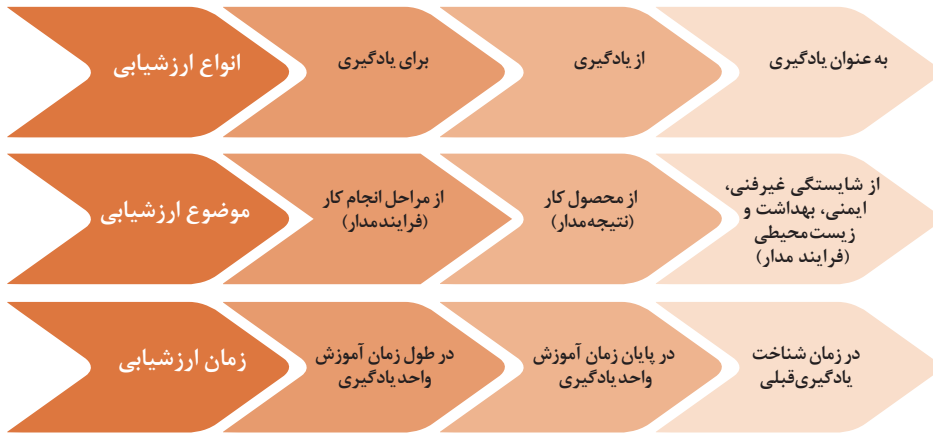 انواع ارزشیابی
برای یادگیری
از یادگیری
به عنوان یادگیری
موضوع ارزشیابی
از مراحل انجام کار
(فرایندمدار)
از محصول کار
(نتیجه‌مدار)
از شایستگی غیرفنی،
ایمنی، بهداشت و
زیست‌محیطی
(فرایند مدار)
زمان ارزشیابی
در طول زمان آموزش
واحد یادگیری
در پایان زمان آموزش
واحد یادگیری
در زمان شناخت
یادگیری‌قبلی